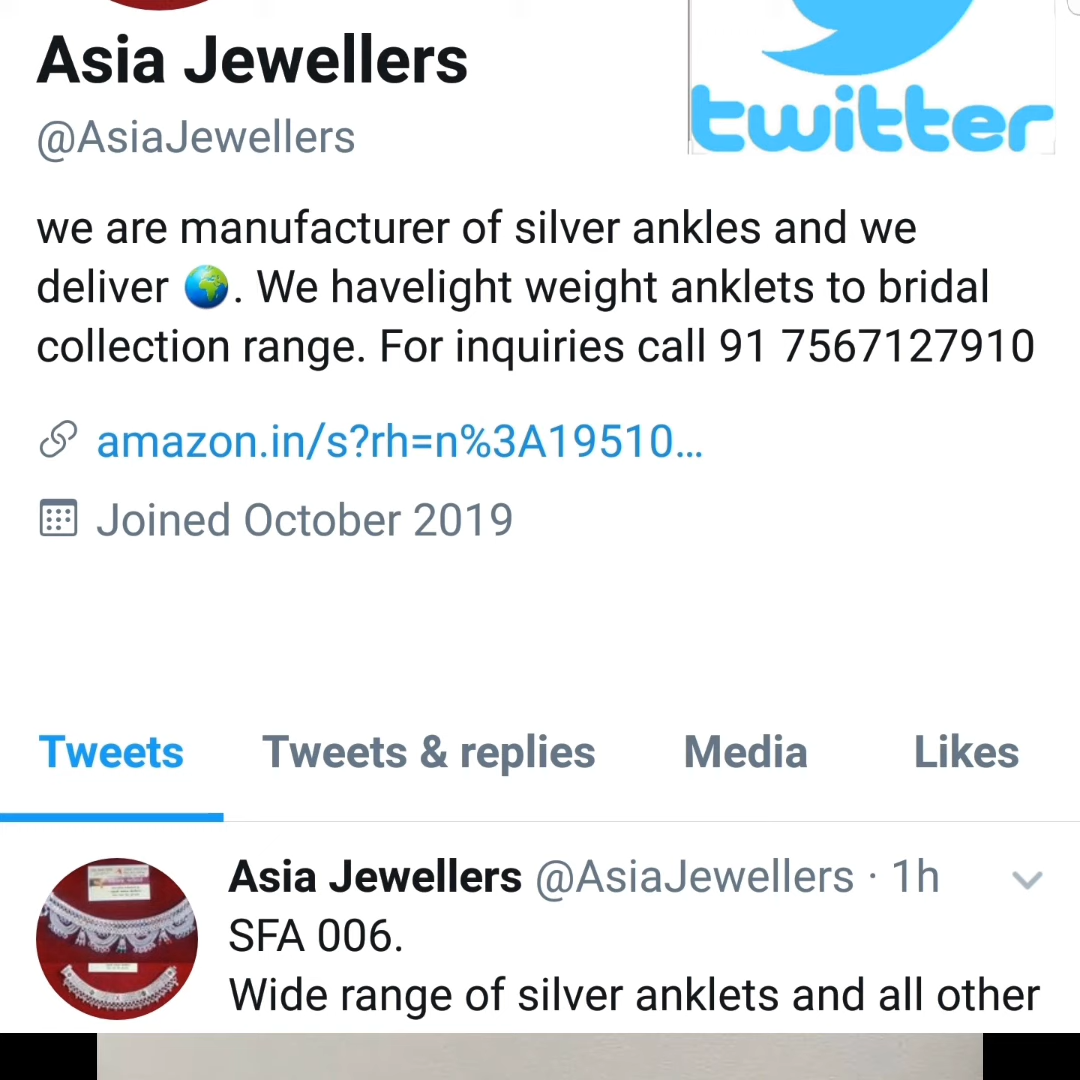 Asia Jewellers
twitter
@AsiaJewellers
we are manufacturer of silver ankles and we
deliver 🌍. We havelight weight anklets to bridal
collection range. For inquiries call 91 7567127910
amazon.in/s?rh=n%3A19510...
Joined October 2019
Tweets Tweets & replies Media Likes
Asia Jewellers @AsiaJewellers · 1h
SFA 006.
Wide range of silver anklets and all other